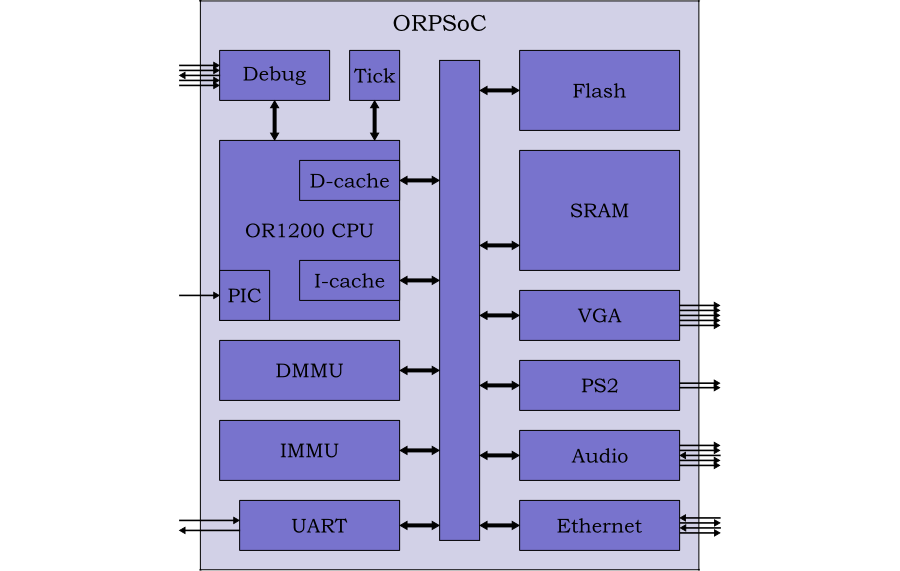 ORPSoC
Debug
Tick
Flash
D-cache
SRAM
OR1200 CPU
I-cache
PIC
VGA
DMMU
PS2
IMMU
Audio
UART
Ethernet